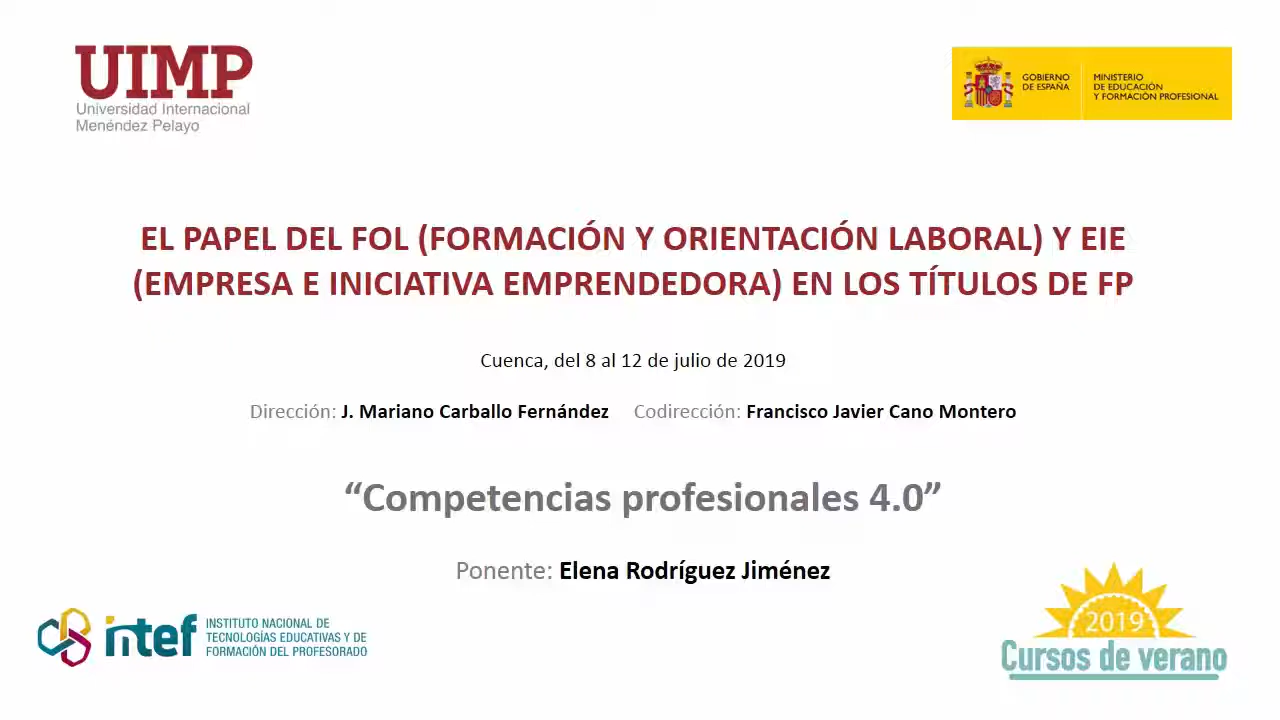 UIMP
Universidad Internacional
Menéndez Pelayo
GOBIERNO
DE ESPAÑA
MINISTERIO
DE EDUCACIÓN
Y FORMACIÓN PROFESIONAL
EL PAPEL DEL FOL (FORMACIÓN Y ORIENTACIÓN LABORAL) Y EIE
(EMPRESA E INICIATIVA EMPRENDEDORA) EN LOS TÍTULOS DE FP
Cuenca, del 8 al 12 de julio de 2019
Dirección: J. Mariano Carballo Fernández Codirección: Francisco Javier Cano Montero
“Competencias profesionales 4.0”
Ponente: Elena Rodríguez Jiménez
intef
INSTITUTO NACIONAL DE
TECNOLOGÍAS EDUCATIVAS Y DE
FORMACIÓN DEL PROFESORADO
2019
Cursos de verano